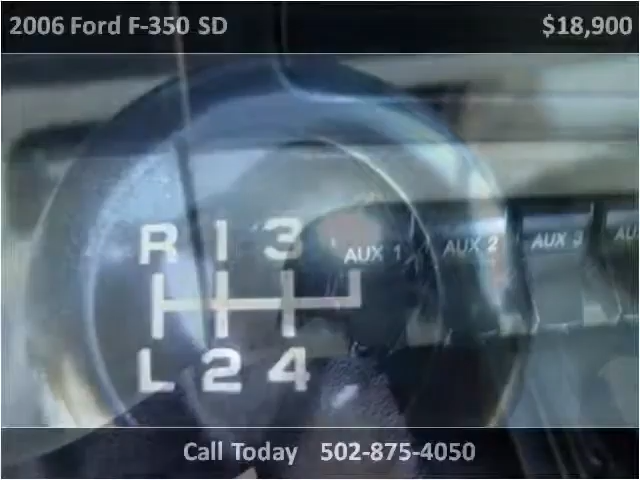 2006 Ford F-350 SD $18,900
R 1 3
AUX 1 AUX 2 AUX 3 AU
L 2 4
Call Today 502-875-4050